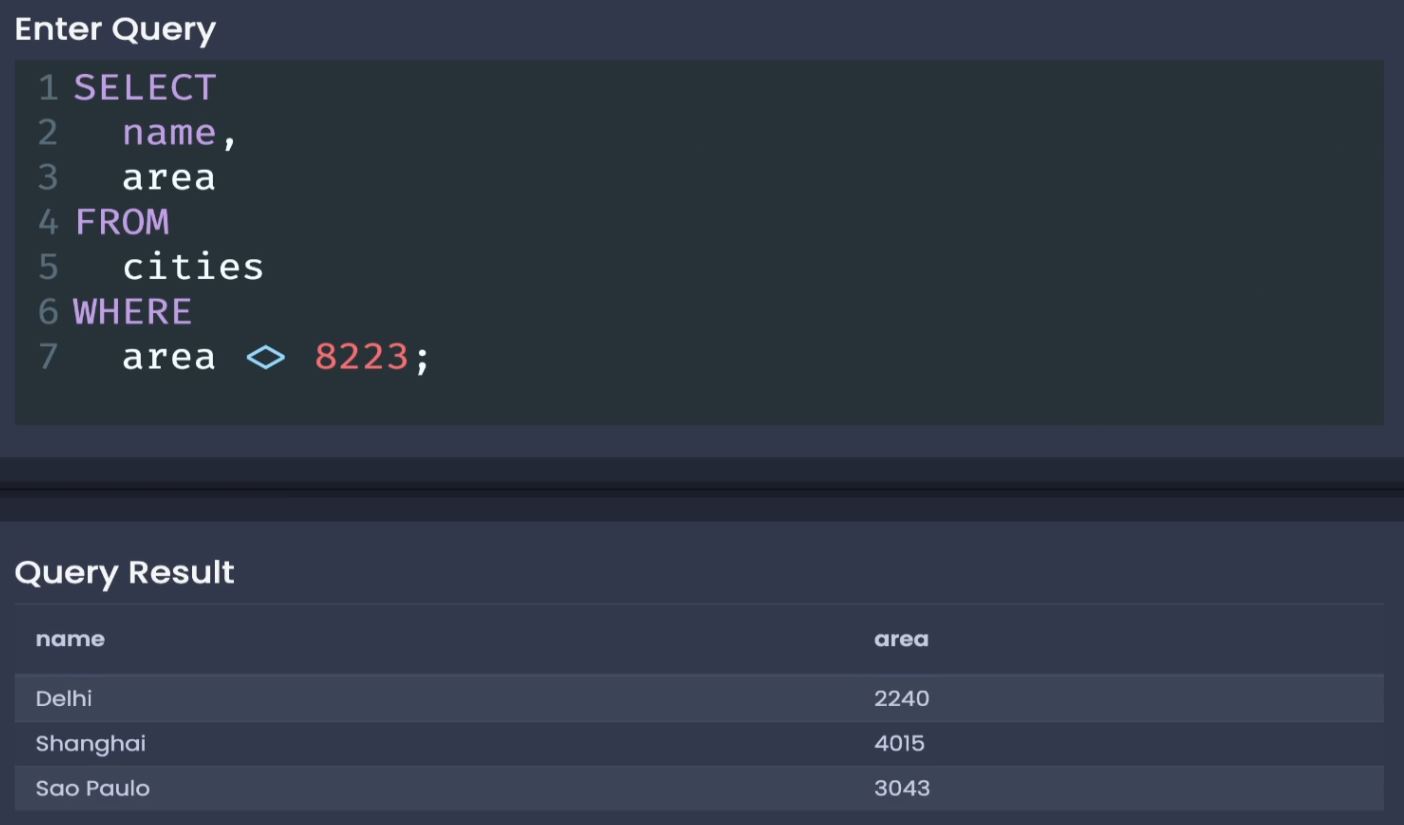 Enter Query
1 SELECT
2   name,
3   area
4 FROM
5   cities
6 WHERE
7   area <> 8223;
Query Result
name area
Delhi 2240
Shanghai 4015
Sao Paulo 3043